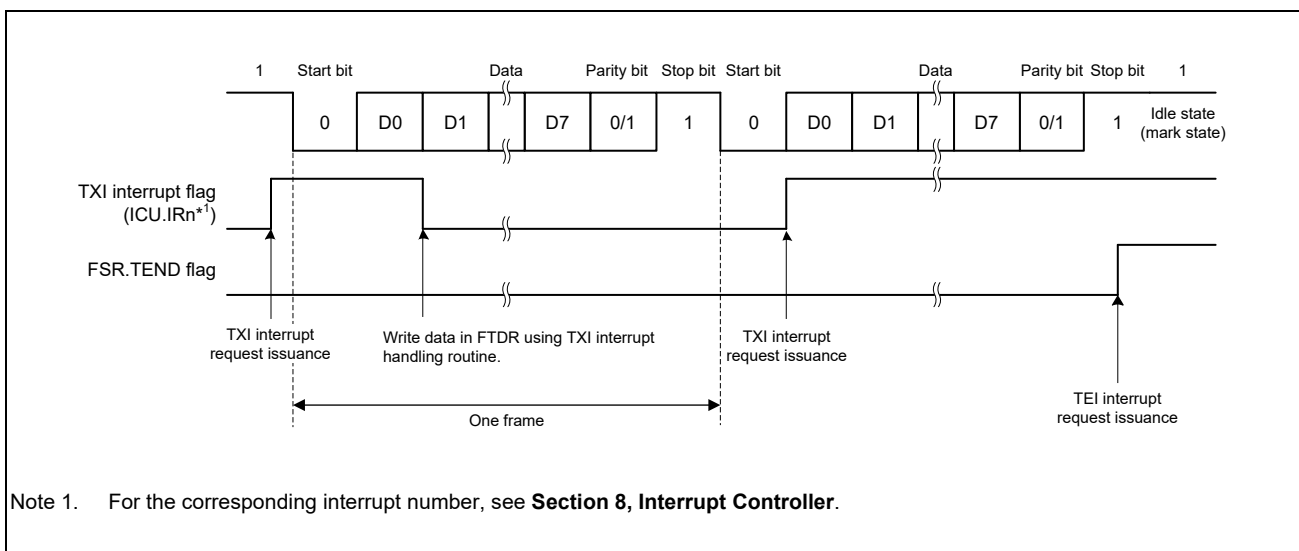 1 Start bit Data Parity bit Stop bit Start bit Data Parity bit Stop bit 1
0 D0 D1 D7 0/1 1 0 D0 D1 D7 0/1 1 Idle state
(mark state)
TXI interrupt flag
(ICU.IRn*1)
FSR.TEND flag
TXI interrupt
request issuance
Write data in FTDR using TXI interrupt
handling routine.
TXI interrupt
request issuance
TEI interrupt
request issuance
One frame
Note 1. For the corresponding interrupt number, see Section 8, Interrupt Controller.